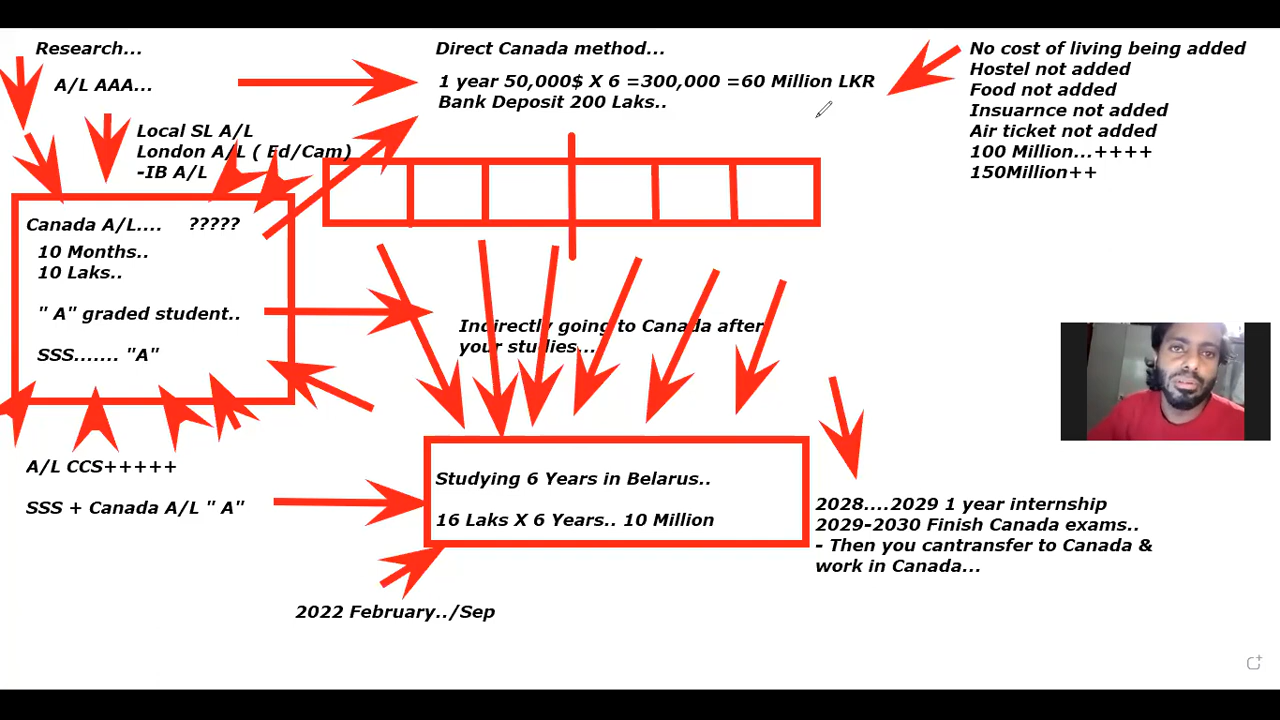 Research...
A/L AAA...
Local SL A/L
London A/L ( Ed/Cam)
-IB A/L
Direct Canada method...
1 year 50,000$ X 6 =300,000 =60 Million LKR
Bank Deposit 200 Laks..
No cost of living being added
Hostel not added
Food not added
Insuarnce not added
Air ticket not added
100 Million...++++
150Million++
Canada A/L.... ?????
10 Months..
10 Laks..
" A" graded student..
SSS....... "A"
Indirectly going to Canada after
your studies...
A/L CCS+++++
SSS + Canada A/L " A"
Studying 6 Years in Belarus..
16 Laks X 6 Years.. 10 Million
2028....2029 1 year internship
2029-2030 Finish Canada exams..
- Then you cantransfer to Canada &
work in Canada...
2022 February../Sep